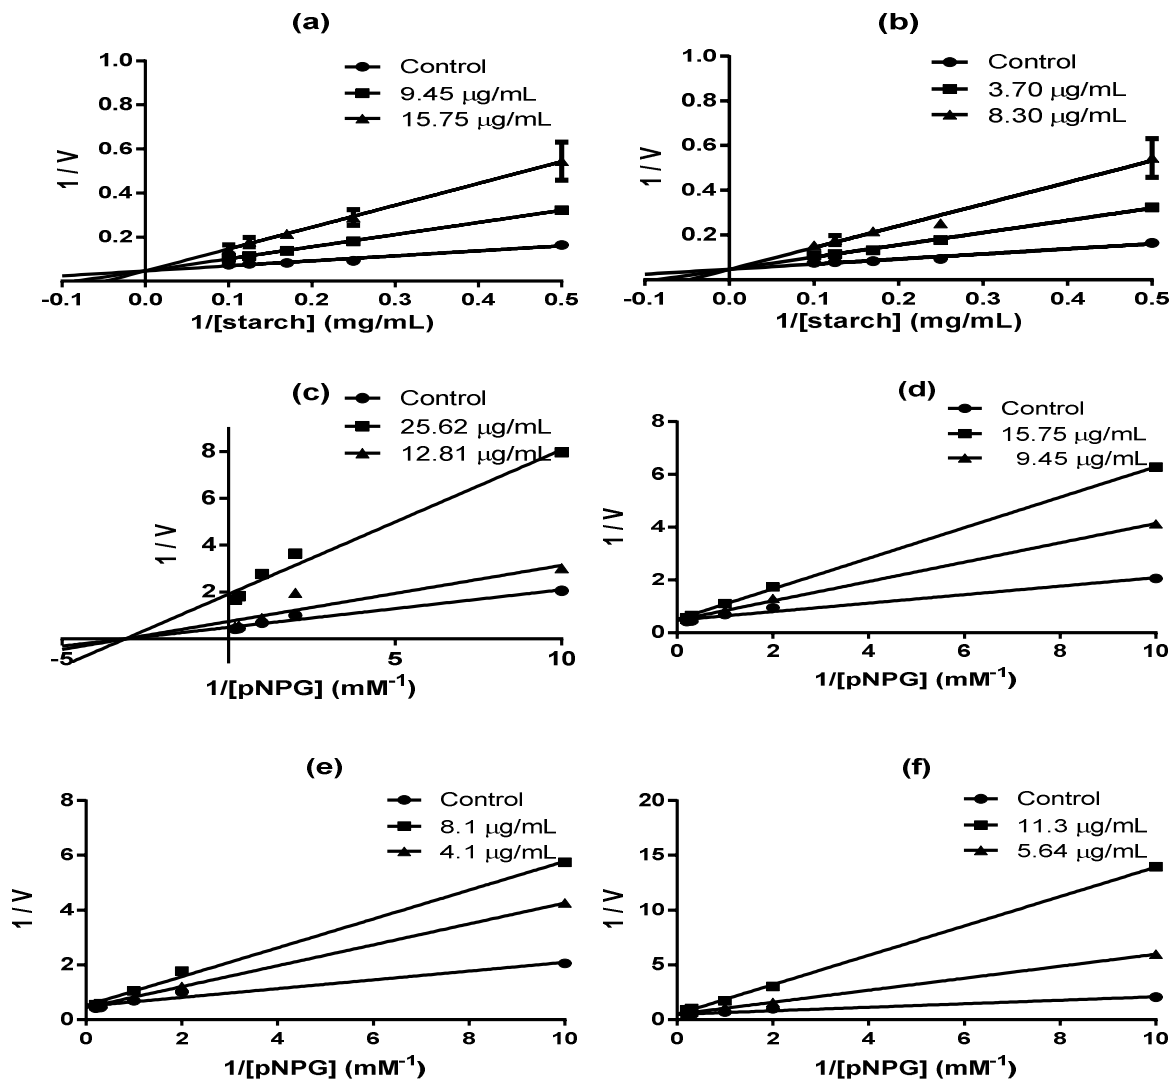 (a)
Control
9.45 µg/mL
15.75 µg/mL
1.0
0.8
0.6
0.4
0.2
1 / V
-0.1 0.0 0.1 0.2 0.3 0.4 0.5
1/[starch] (mg/mL)
(b)
Control
3.70 µg/mL
8.30 µg/mL
1.0
0.8
0.6
0.4
0.2
1 / V
-0.1 0.0 0.1 0.2 0.3 0.4 0.5
1/[starch] (mg/mL)
(c)
Control
25.62 µg/mL
12.81 µg/mL
8
6
4
2
1 / V
-5 5 10
1/[pNPG] (mM⁻¹)
(d)
Control
15.75 µg/mL
9.45 µg/mL
8
6
4
2
0
1 / V
0 2 4 6 8 10
1/[pNPG] (mM⁻¹)
(e)
Control
8.1 µg/mL
4.1 µg/mL
8
6
4
2
0
1 / V
0 2 4 6 8 10
1/[pNPG] (mM⁻¹)
(f)
Control
11.3 µg/mL
5.64 µg/mL
20
15
10
5
0
1 / V
0 2 4 6 8 10
1/[pNPG] (mM⁻¹)